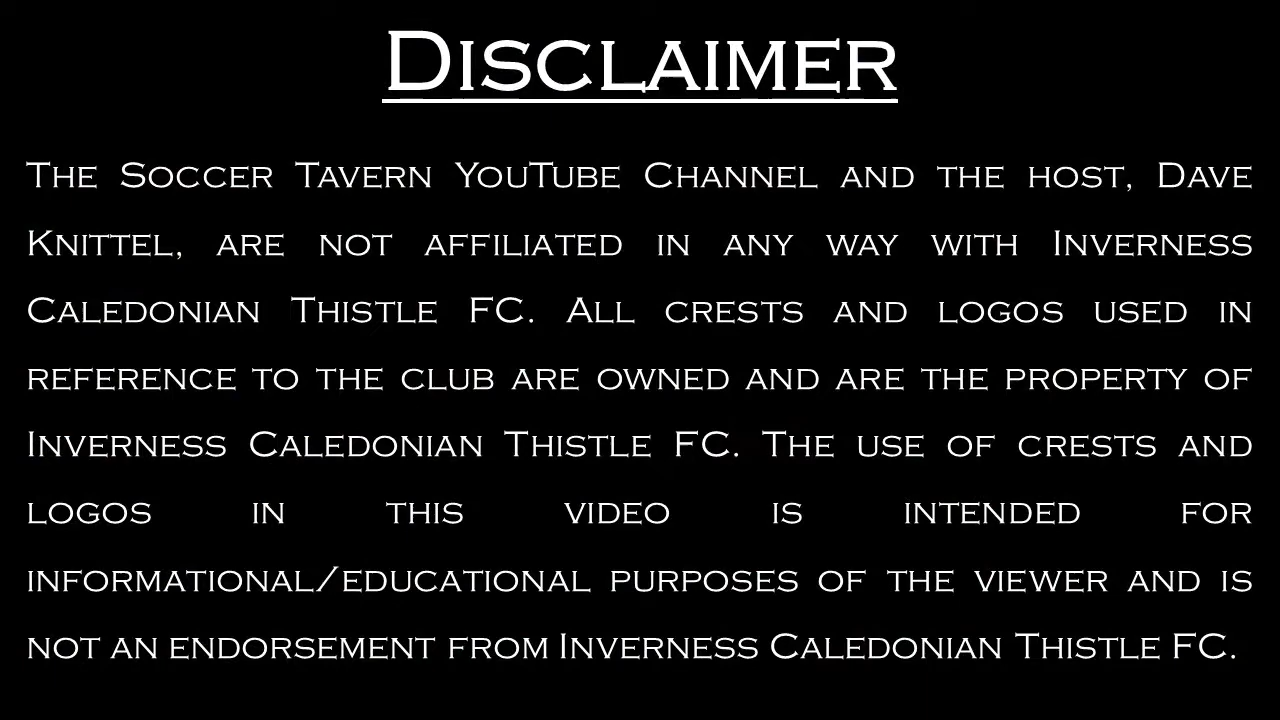 Disclaimer
The Soccer Tavern YouTube Channel and the host, Dave
Knittel, are not affiliated in any way with Inverness
Caledonian Thistle FC. All crests and logos used in
reference to the club are owned and are the property of
Inverness Caledonian Thistle FC. The use of crests and
logos in this video is intended for
informational/educational purposes of the viewer and is
not an endorsement from Inverness Caledonian Thistle FC.